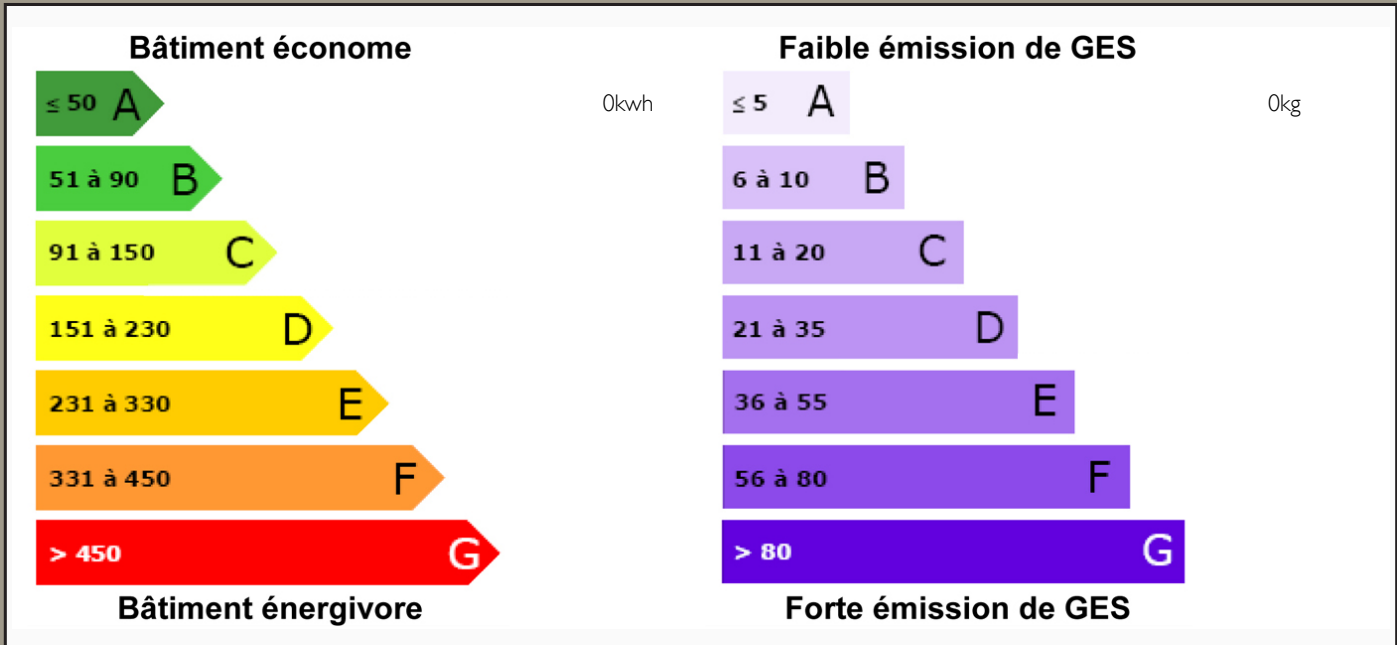 Bâtiment économe
≤ 50 A
0kwh
51 à 90 B
91 à 150 C
151 à 230 D
231 à 330 E
331 à 450 F
> 450 G
Bâtiment énergivore
Faible émission de GES
≤ 5 A
0kg
6 à 10 B
11 à 20 C
21 à 35 D
36 à 55 E
56 à 80 F
> 80 G
Forte émission de GES